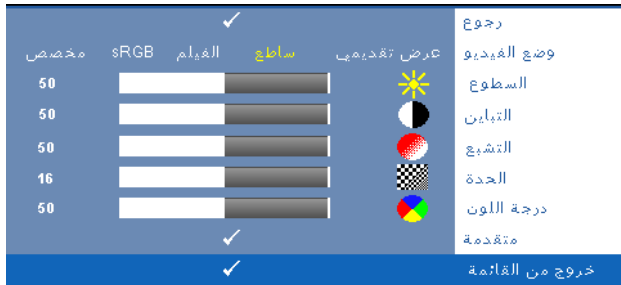 رجوع
وضع الفيديو عرض تقديمي ساطع الفيلم sRGB مخصص
السطوع 50
التباين 50
التشبع 50
الحدة 16
درجة اللون 50
متقدمة
خروج من القائمة